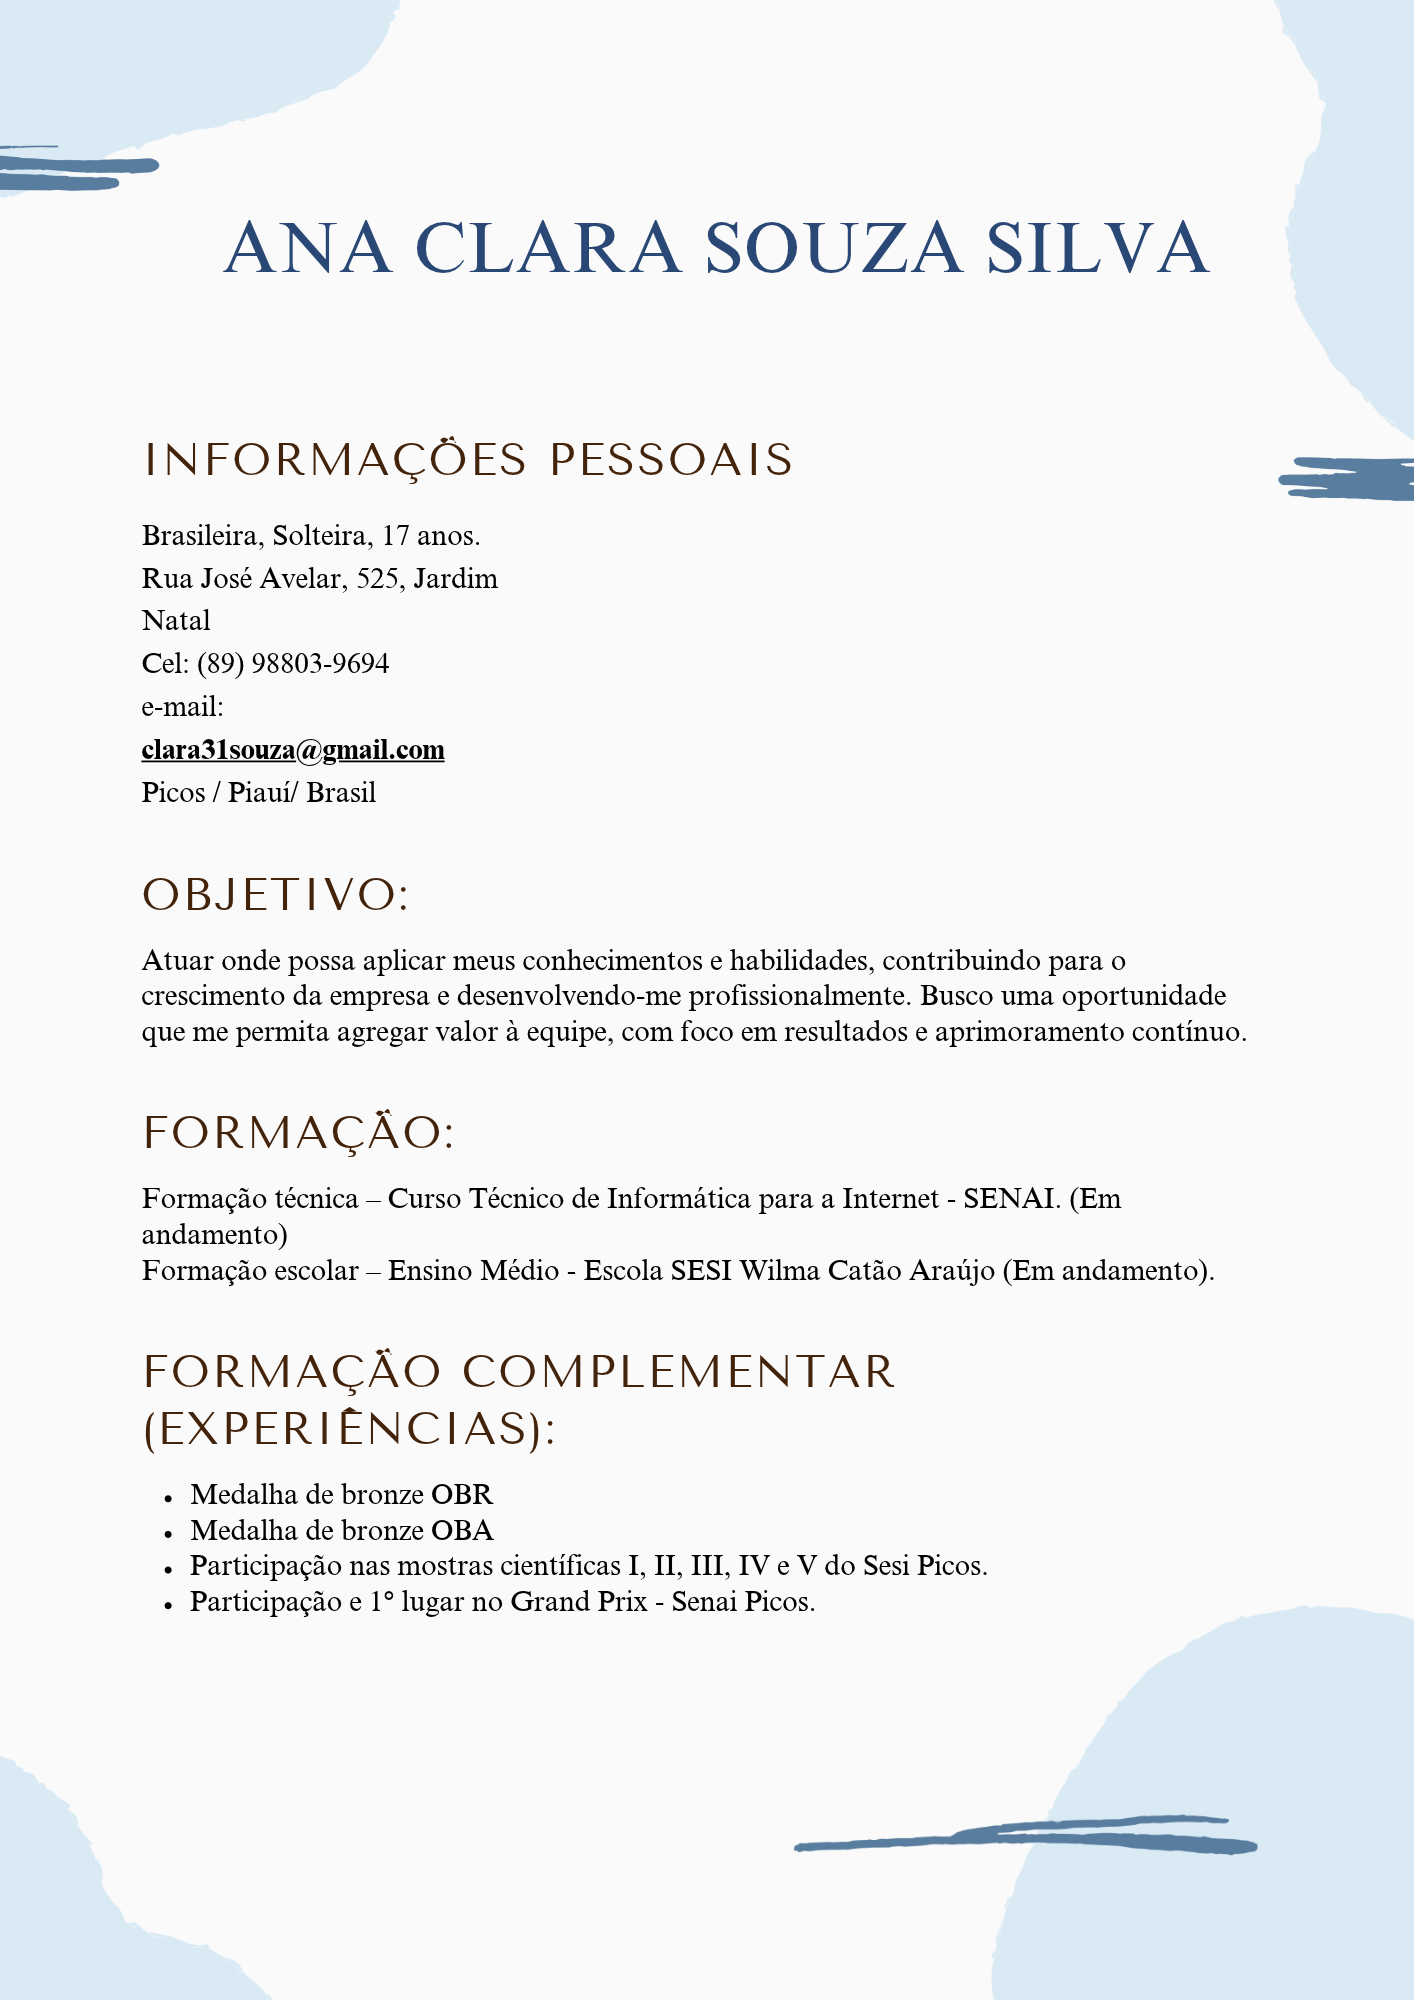 ANA CLARA SOUZA SILVA
INFORMAÇÕES PESSOAIS
Brasileira, Solteira, 17 anos.
Rua José Avelar, 525, Jardim
Natal
Cel: (89) 98803-9694
e-mail:
clara31souza@gmail.com
Picos / Piauí/ Brasil
OBJETIVO:
Atuar onde possa aplicar meus conhecimentos e habilidades, contribuindo para o
crescimento da empresa e desenvolvendo-me profissionalmente. Busco uma oportunidade
que me permita agregar valor à equipe, com foco em resultados e aprimoramento contínuo.
FORMAÇÃO:
Formação técnica – Curso Técnico de Informática para a Internet - SENAI. (Em
andamento)
Formação escolar – Ensino Médio - Escola SESI Wilma Catão Araújo (Em andamento).
FORMAÇÃO COMPLEMENTAR
(EXPERIÊNCIAS):
• Medalha de bronze OBR
• Medalha de bronze OBA
• Participação nas mostras científicas I, II, III, IV e V do Sesi Picos.
• Participação e 1° lugar no Grand Prix - Senai Picos.